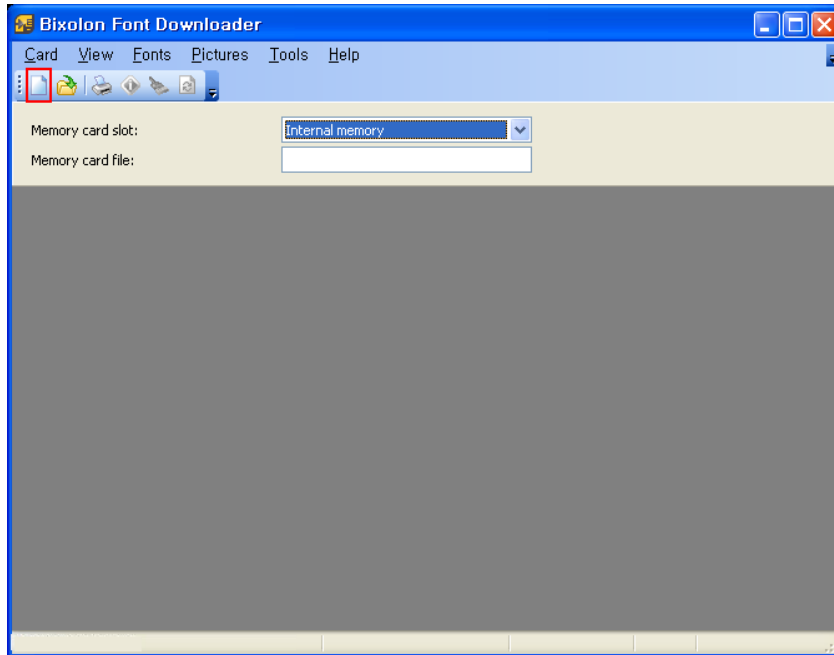 Bixolon Font Downloader
Card View Fonts Pictures Tools Help
Memory card slot: Internal memory
Memory card file: